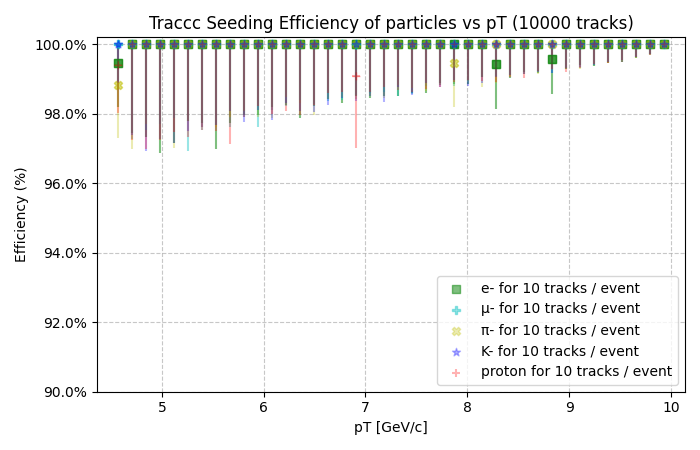 Traccc Seeding Efficiency of particles vs pT (10000 tracks)
100.0%
98.0%
96.0%
94.0%
92.0%
90.0%
Efficiency (%)
e- for 10 tracks / event
μ- for 10 tracks / event
π- for 10 tracks / event
K- for 10 tracks / event
proton for 10 tracks / event
5 6 7 8 9 10
pT [GeV/c]